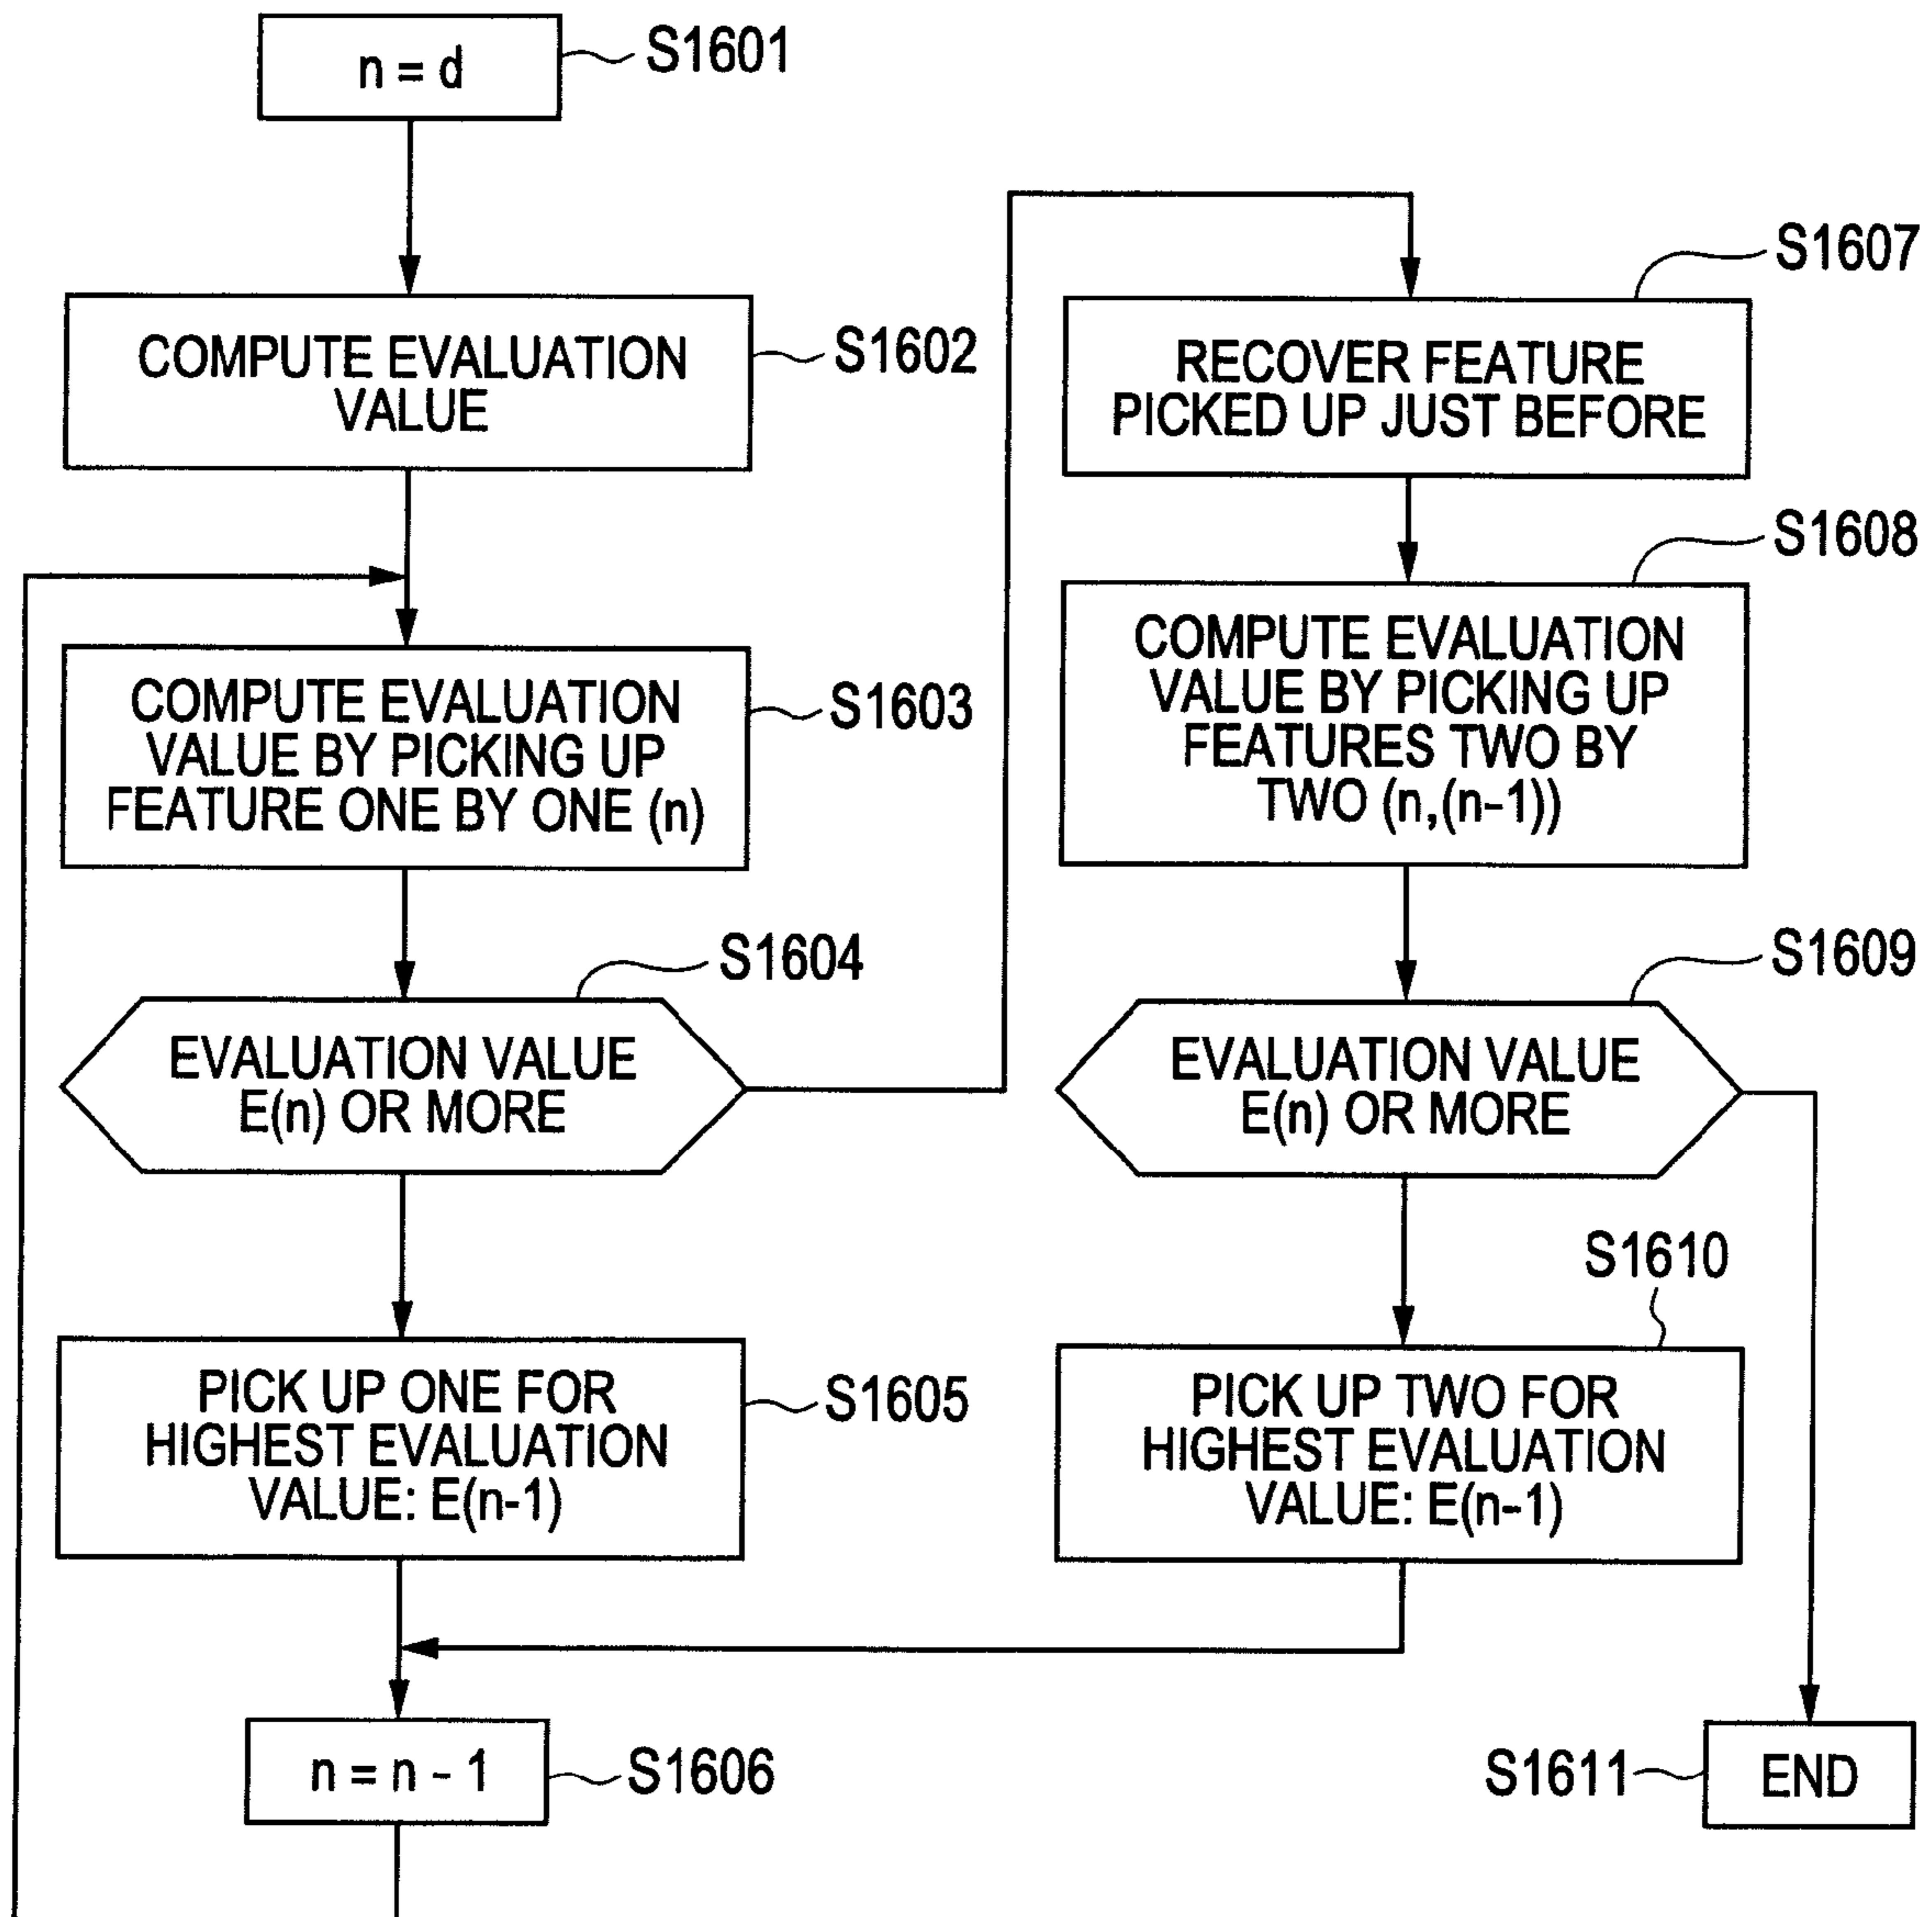 n = d
S1601
COMPUTE EVALUATION
VALUE
S1602
COMPUTE EVALUATION
VALUE BY PICKING UP
FEATURE ONE BY ONE (n)
S1603
EVALUATION VALUE
E(n) OR MORE
S1604
PICK UP ONE FOR
HIGHEST EVALUATION
VALUE: E(n-1)
S1605
n = n - 1
S1606
RECOVER FEATURE
PICKED UP JUST BEFORE
S1607
COMPUTE EVALUATION
VALUE BY PICKING UP
FEATURES TWO BY
TWO (n,(n-1))
S1608
EVALUATION VALUE
E(n) OR MORE
S1609
PICK UP TWO FOR
HIGHEST EVALUATION
VALUE: E(n-1)
S1610
S1611
END